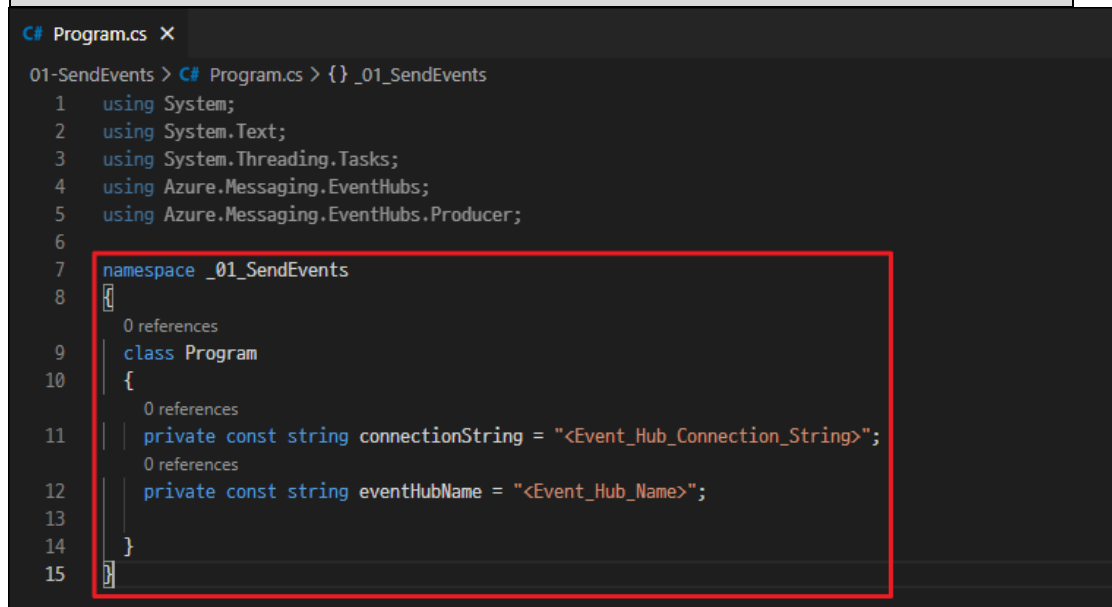 C# Program.cs ×
01-SendEvents > C# Program.cs > {} _01_SendEvents
1 using System;
2 using System.Text;
3 using System.Threading.Tasks;
4 using Azure.Messaging.EventHubs;
5 using Azure.Messaging.EventHubs.Producer;
6
7 namespace _01_SendEvents
8 {
0 references
9 class Program
10 {
0 references
11 private const string connectionString = "<Event_Hub_Connection_String>";
0 references
12 private const string eventHubName = "<Event_Hub_Name>";
13
14 }
15 }